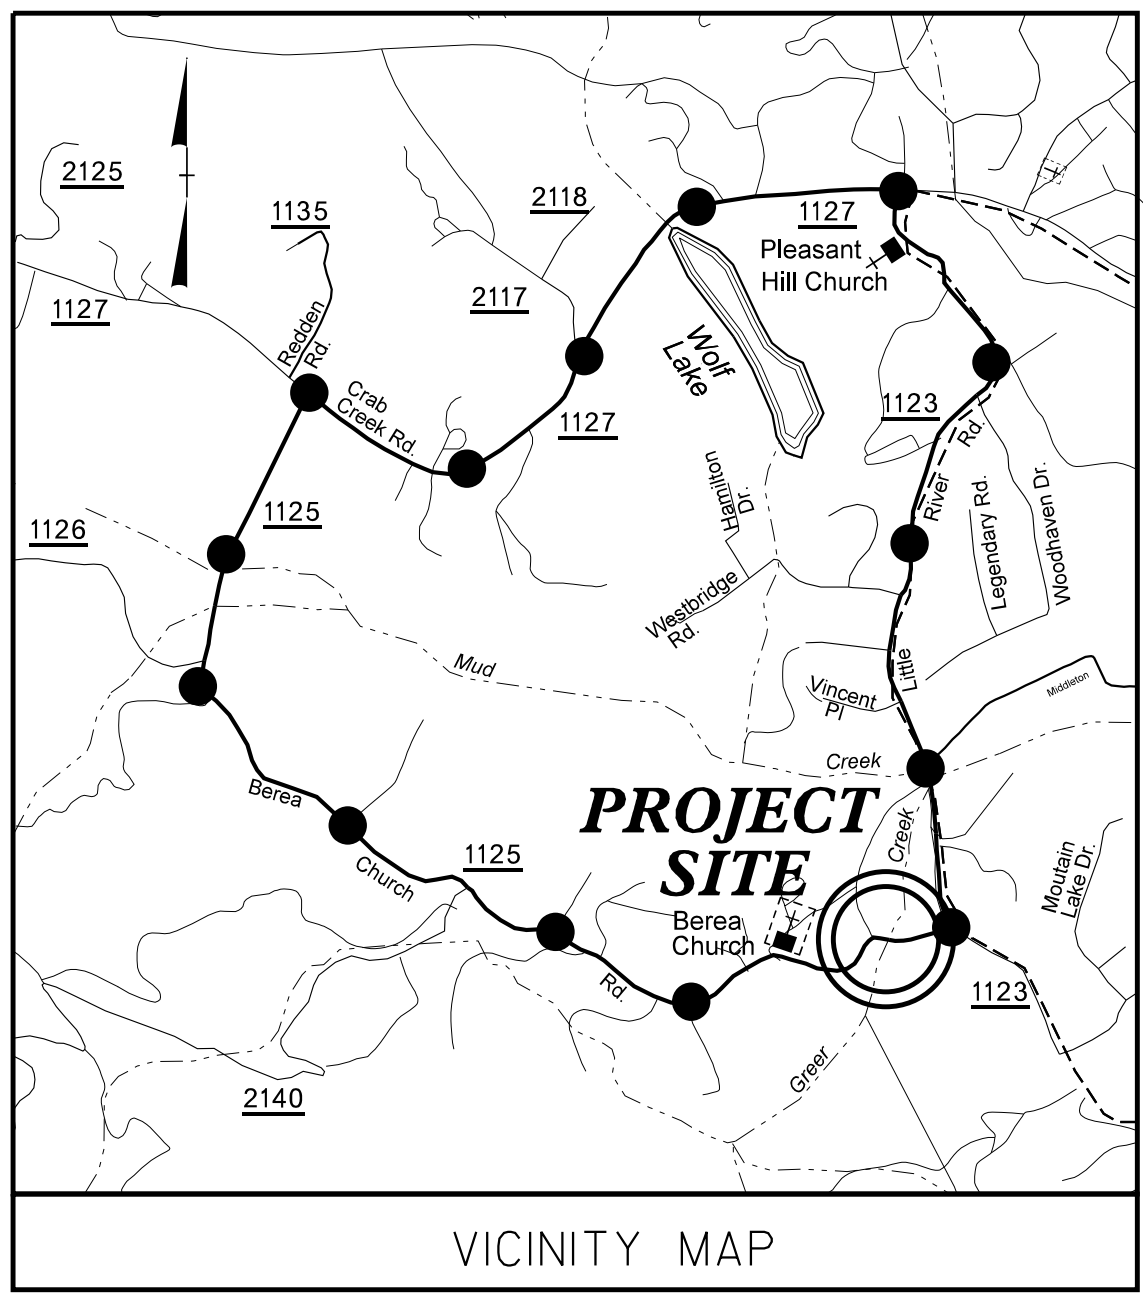 2125
1135
2118
1127
Pleasant
Hill Church
1127
2117
Redden
Rd.
Wolf
Lake
Crab
Creek Rd.
1127
1123
Rd.
River
Hamilton
Dr.
Legendary Rd.
Woodhaven Dr.
1126
1125
Westbridge
Rd.
Mud
Little
Vincent
Pl
Middleton
Creek
Berea
PROJECT
SITE
Creek
Moutain
Lake Dr.
1125
Church
Berea
Church
Rd.
1123
Greer
2140
VICINITY MAP